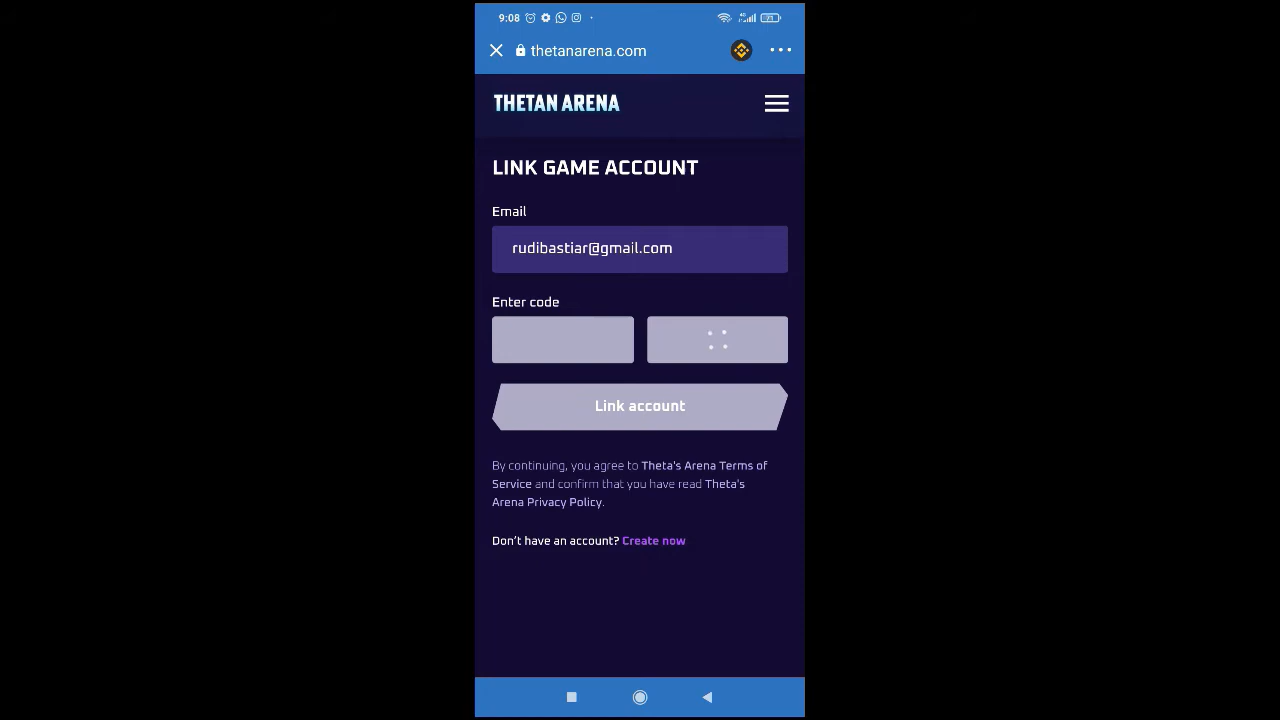 9:08
thetanarena.com
THETAN ARENA
LINK GAME ACCOUNT
Email
rudibastiar@gmail.com
Enter code
Link account
By continuing, you agree to Theta's Arena Terms of
Service and confirm that you have read Theta's
Arena Privacy Policy.
Don't have an account? Create now